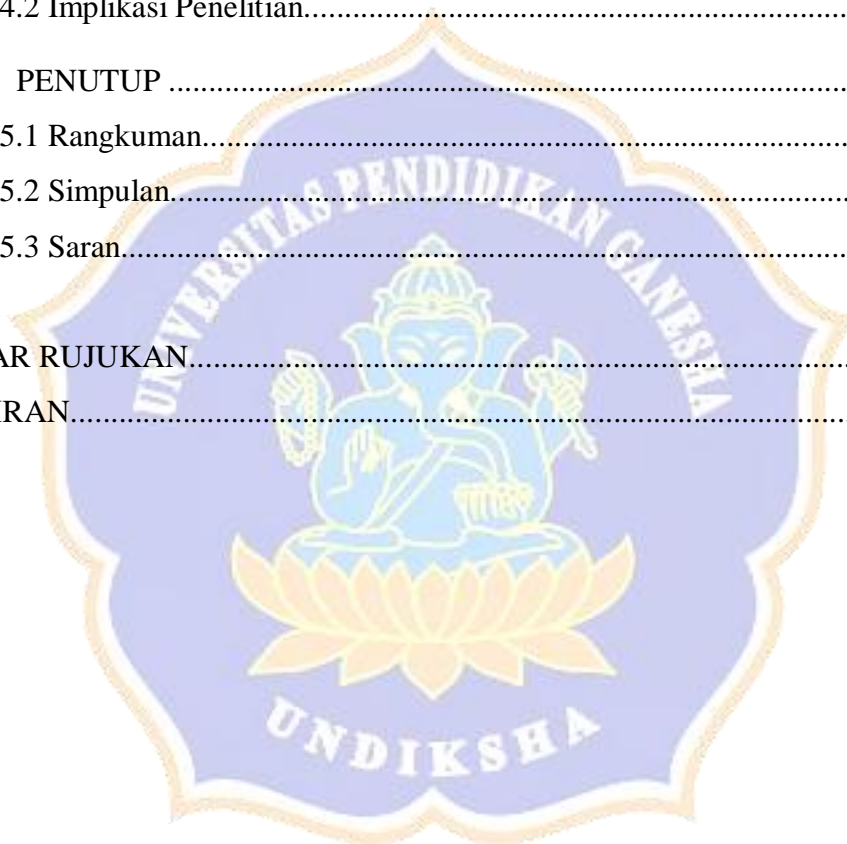 4.2 Implikasi Penelitian........................................................................
PENUTUP .......................................................................................
5.1 Rangkuman..................................................................................
5.2 Simpulan......................................................................................
5.3 Saran............................................................................................
AR RUJUKAN...................................................................................
IRAN..................................................................................................
UNIVERSITAS PENDIDIKAN GANESHA
UNDIKSHA